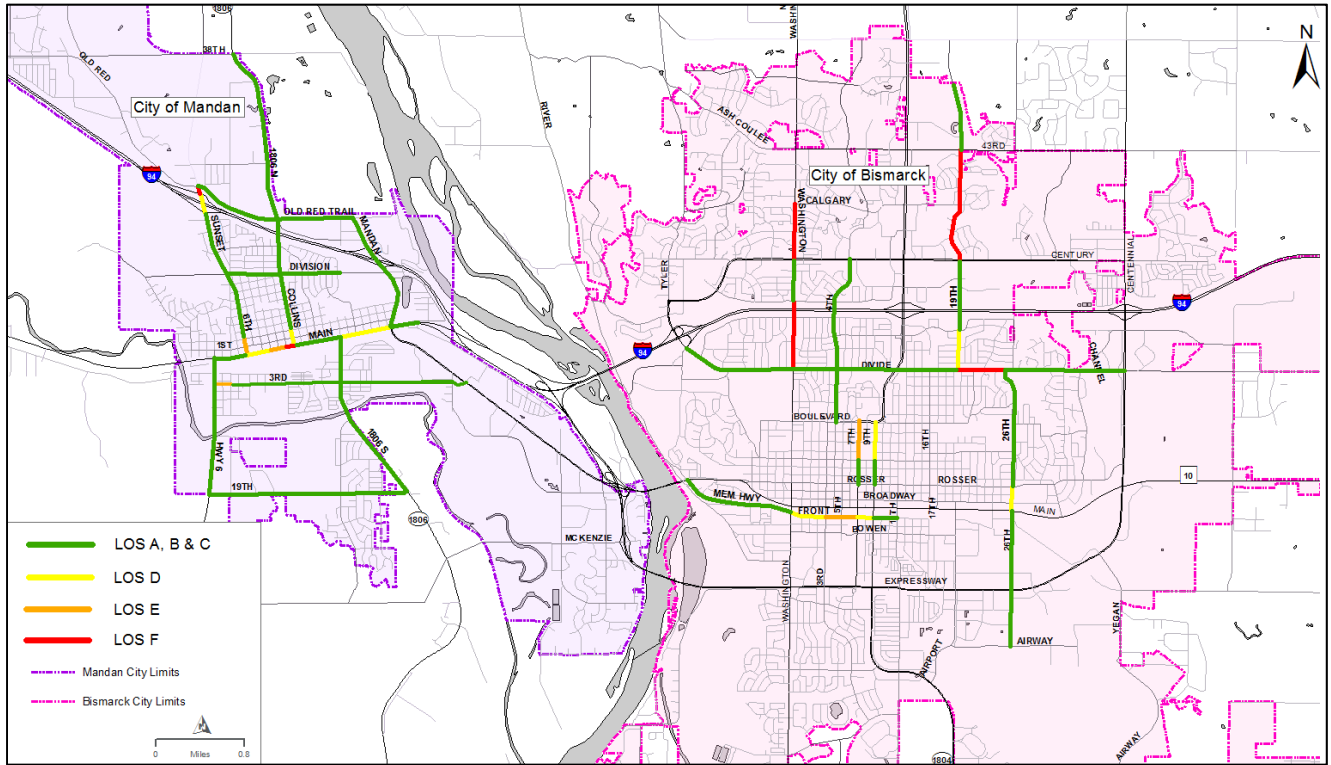 1806
WASHIN
N
38TH
OLD RED
City of Mandan
RIVER
ASH COULEE
43RD
1806 N
94
City of Bismarck
WASHINGTON
CALGARY
OLD RED TRAIL
SUNSET
MANDAN
CENTURY
CENTENNIAL
DIVISION
TYLER
4TH
19TH
94
COLLINS
6TH
MAIN
1ST
94
CHANNEL
DIVIDE
3RD
BOULEVARD
7TH
9TH
16TH
26TH
HWY 6
1806 S
ROSSER
ROSSER
10
19TH
MEM. HWY
BROADWAY
FRONT
5TH
17TH
MAIN
1806
BOWEN
MCKENZIE
26TH
3RD
EXPRESSWAY
WASHINGTON
YEGAN
AIRWAY
AIRPORT
AIRWAY
1804
LOS A, B & C
LOS D
LOS E
LOS F
Mandan City Limits
Bismarck City Limits
N
0 Miles 0.8